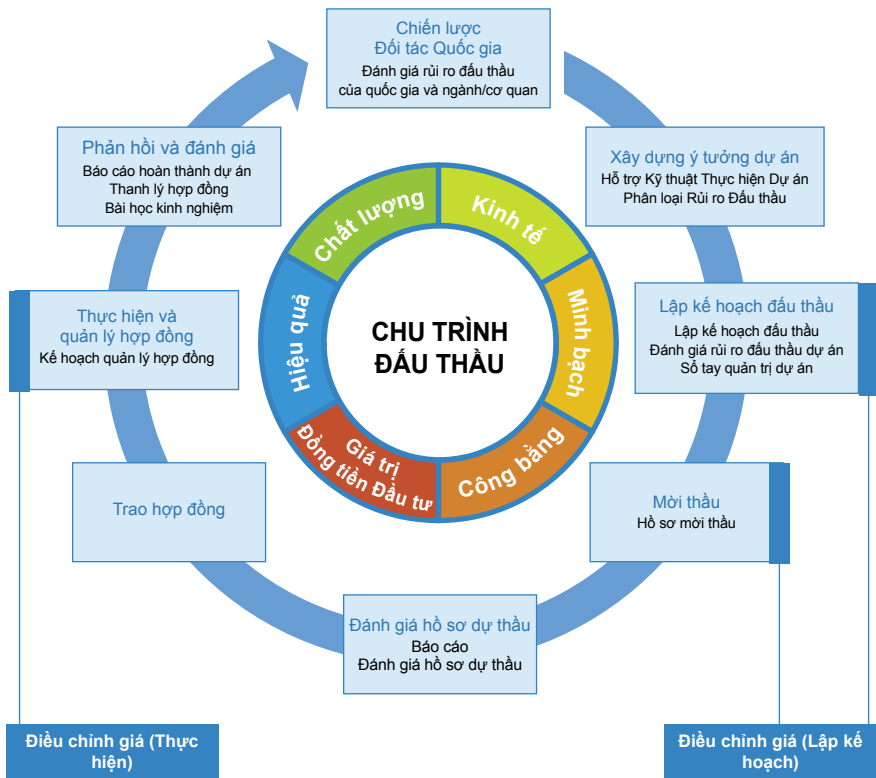 Chiến lược
Đối tác Quốc gia
Đánh giá rủi ro đấu thầu
của quốc gia và ngành/cơ quan
Xây dựng ý tưởng dự án
Hỗ trợ Kỹ thuật Thực hiện Dự án
Phân loại Rủi ro Đấu thầu
Lập kế hoạch đấu thầu
Lập kế hoạch đấu thầu
Đánh giá rủi ro đấu thầu dự án
Sổ tay quản trị dự án
Mời thầu
Hồ sơ mời thầu
Đánh giá hồ sơ dự thầu
Báo cáo
Đánh giá hồ sơ dự thầu
Trao hợp đồng
Thực hiện và
quản lý hợp đồng
Kế hoạch quản lý hợp đồng
Phản hồi và đánh giá
Báo cáo hoàn thành dự án
Thanh lý hợp đồng
Bài học kinh nghiệm
CHU TRÌNH
ĐẤU THẦU
Kinh tế
Minh bạch
Công bằng
Giá trị
Đồng tiền Đầu tư
Hiệu quả
Chất lượng
Điều chỉnh giá (Thực
hiện)
Điều chỉnh giá (Lập kế
hoạch)